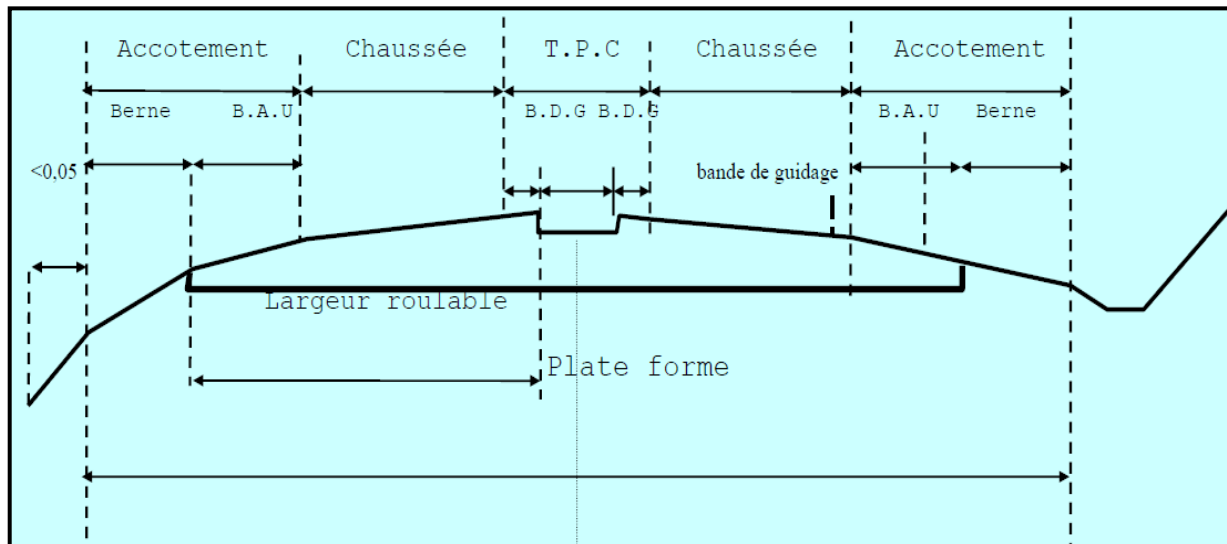 Accotement Chaussée T.P.C Chaussée Accotement
Berne B.A.U B.D.G B.D.G B.A.U Berne
<0,05 bande de guidage
Largeur roulable
Plate forme